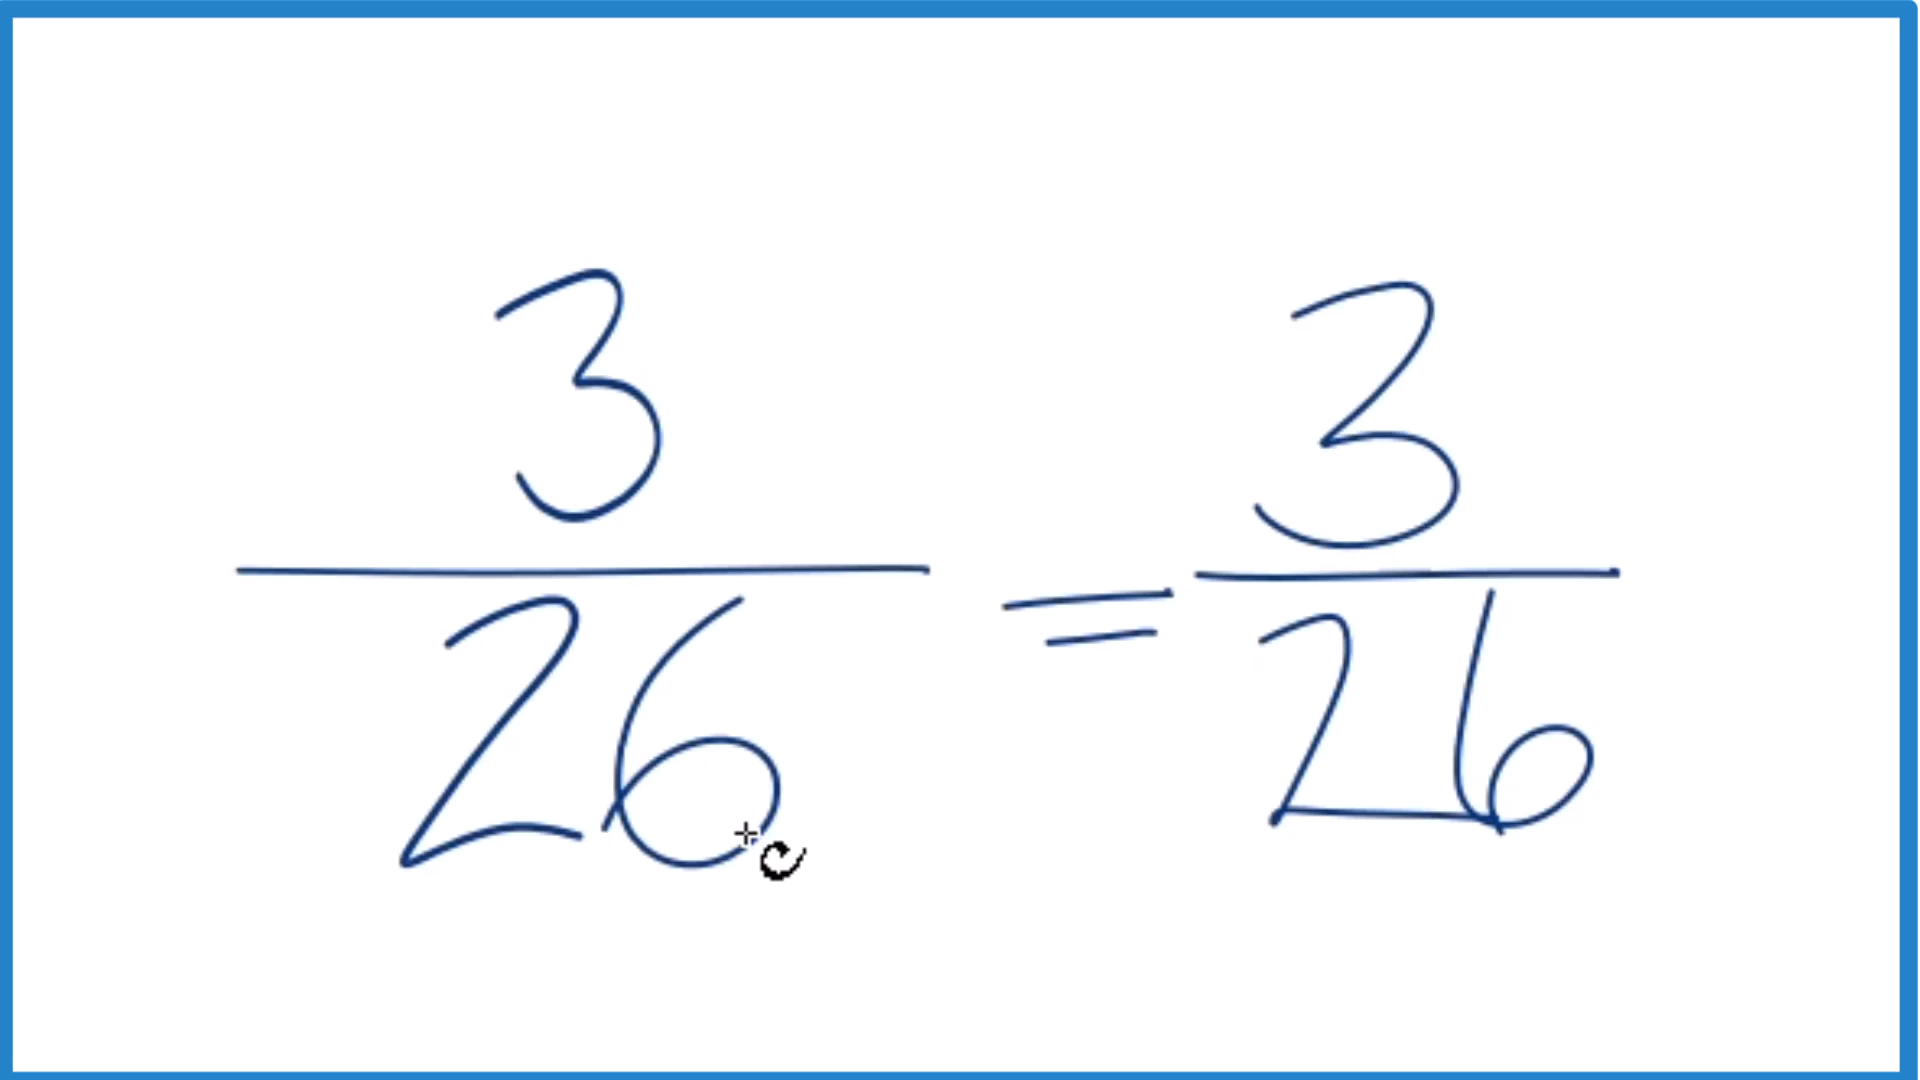 3 3
— = —
26 26